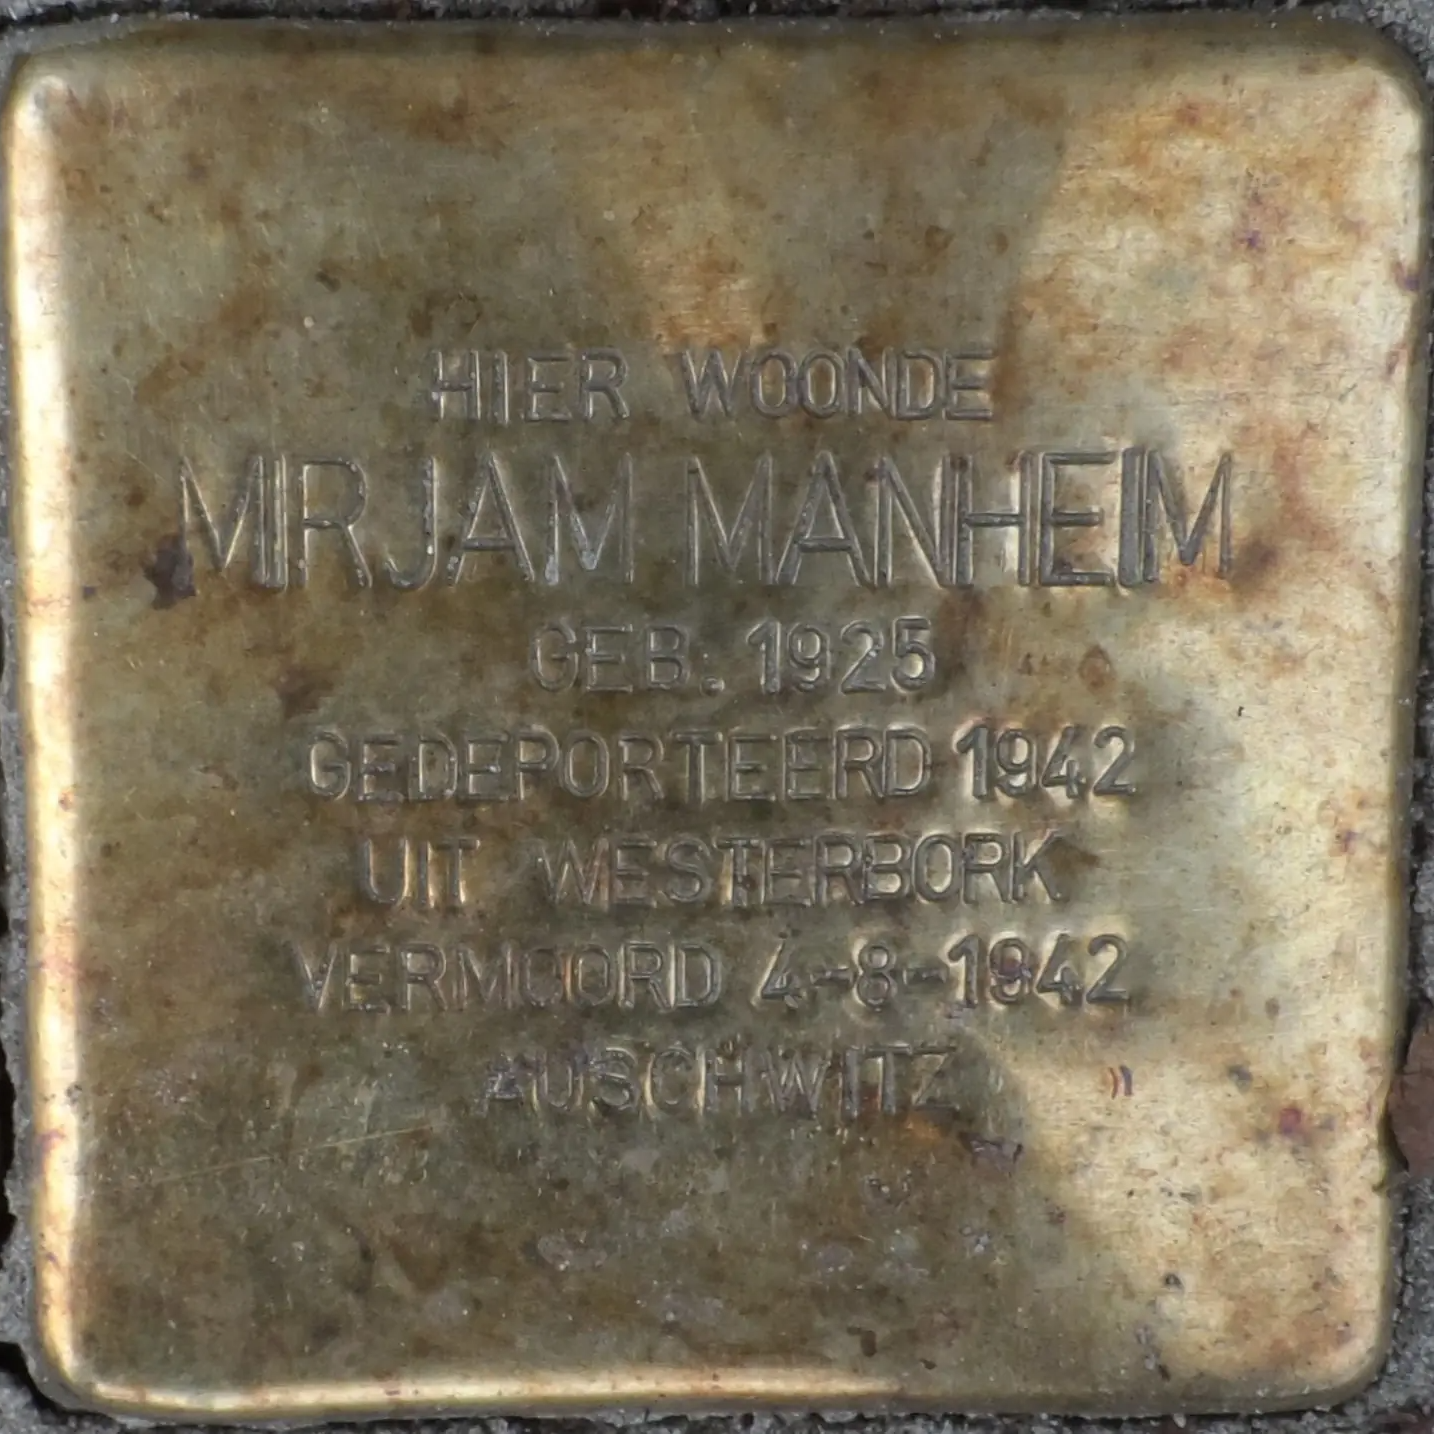 HIER WOONDE
MIRJAM MANHEIM
GEB. 1925
GEDEPORTEERD 1942
UIT WESTERBORK
VERMOORD 4-8-1942
AUSCHWITZ